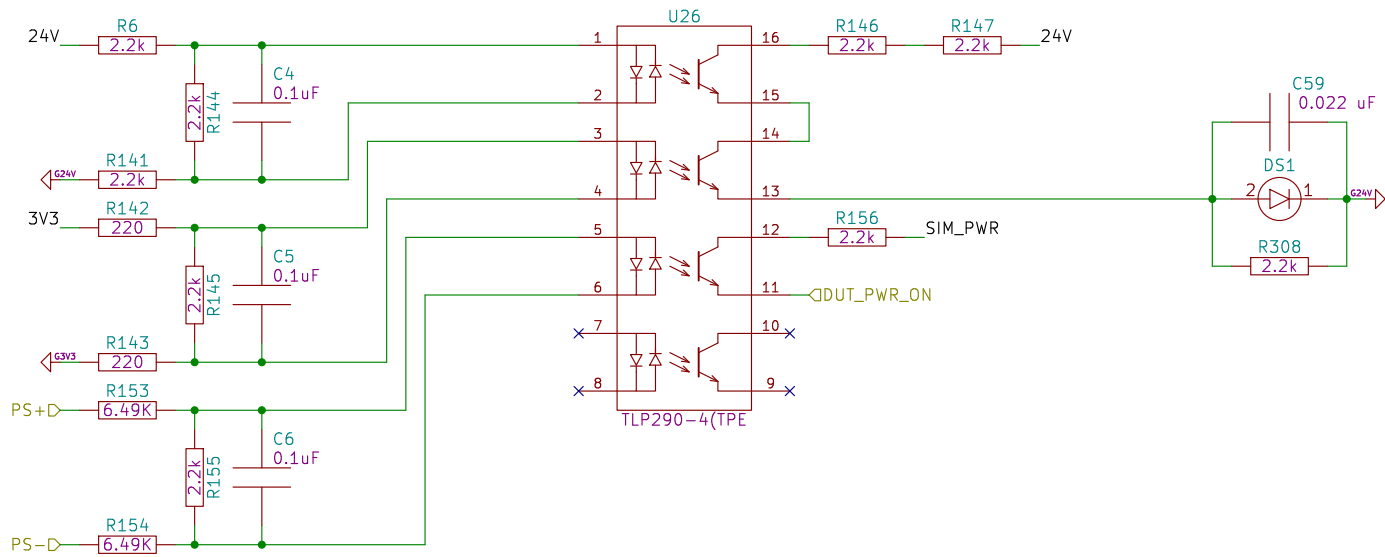 U26
R6
24V
2.2k
1
16
R146
2.2k
R147
2.2k
24V
C4
0.1uF
2.2k
R144
2
15
C59
0.022 uF
3
14
R141
G24V
2.2k
DS1
4
13
2
1
G24V
R142
3V3
220
5
12
R156
2.2k
SIM_PWR
R308
2.2k
C5
0.1uF
2.2k
R145
6
11
DUT_PWR_ON
7
10
R143
G3V3
220
8
9
R153
PS+
6.49K
TLP290-4(TPE
C6
0.1uF
2.2k
R155
R154
PS-
6.49K